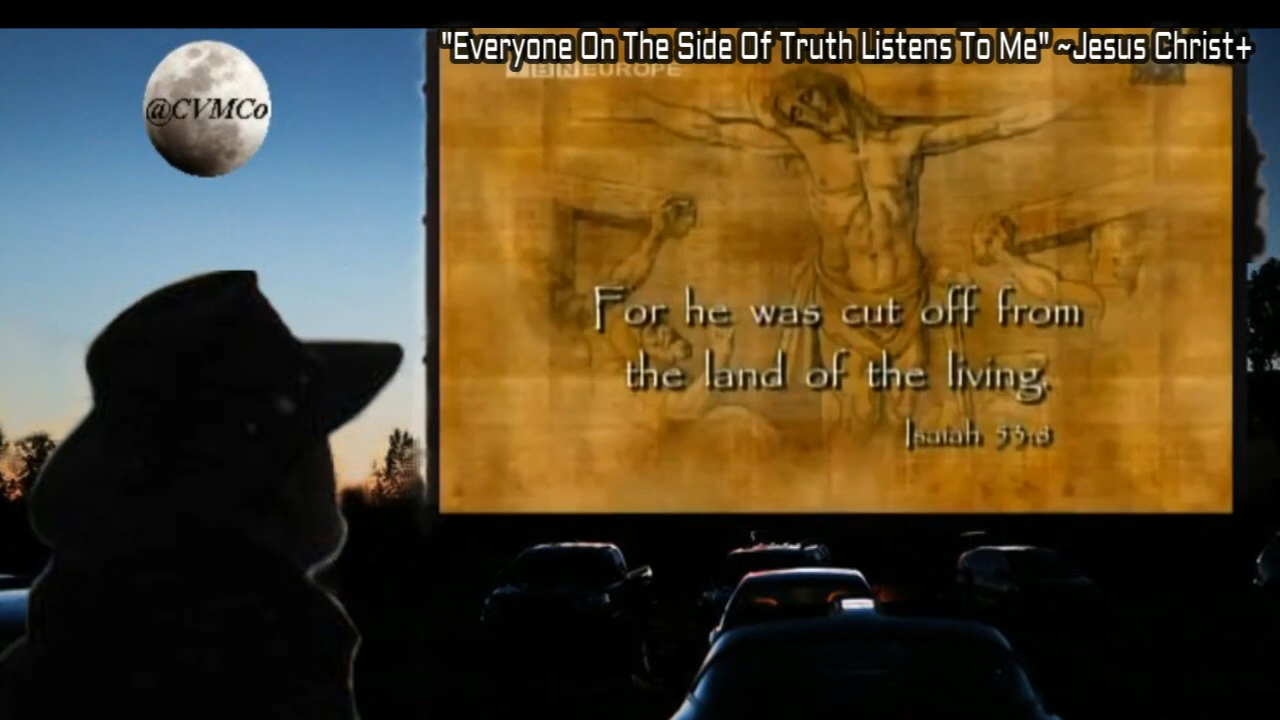 "Everyone On The Side Of Truth Listens To Me" ~Jesus Christ+
@CVMCo
EUROPE
For he was cut off from
the land of the living.
Isaiah 53:8